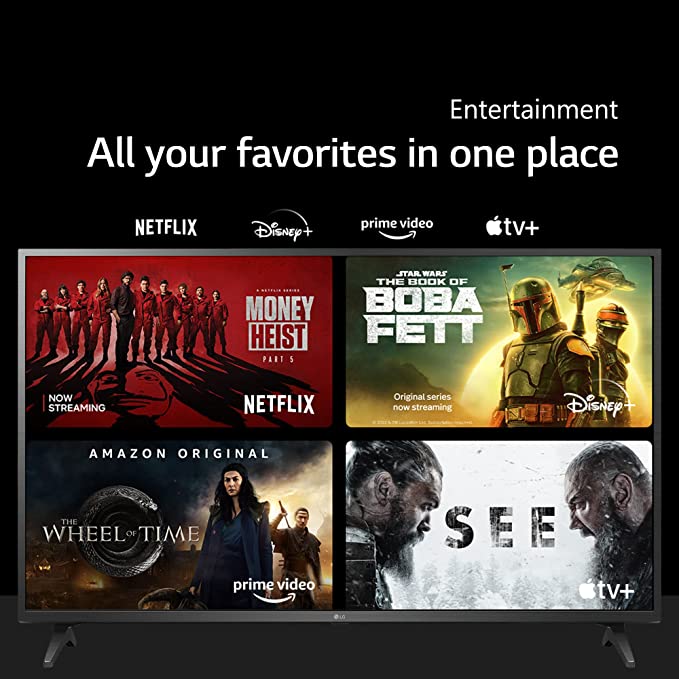 Entertainment
All your favorites in one place
NETFLIX
Disney+
prime video
tv+
A NETFLIX SERIES
MONEY
HEIST
PART 5
NOW
STREAMING
NETFLIX
STAR WARS
THE BOOK OF
BOBA
FETT
Original series
now streaming
Disney+
AMAZON ORIGINAL
THE
WHEEL OF TIME
prime video
SEE
tv+
LG